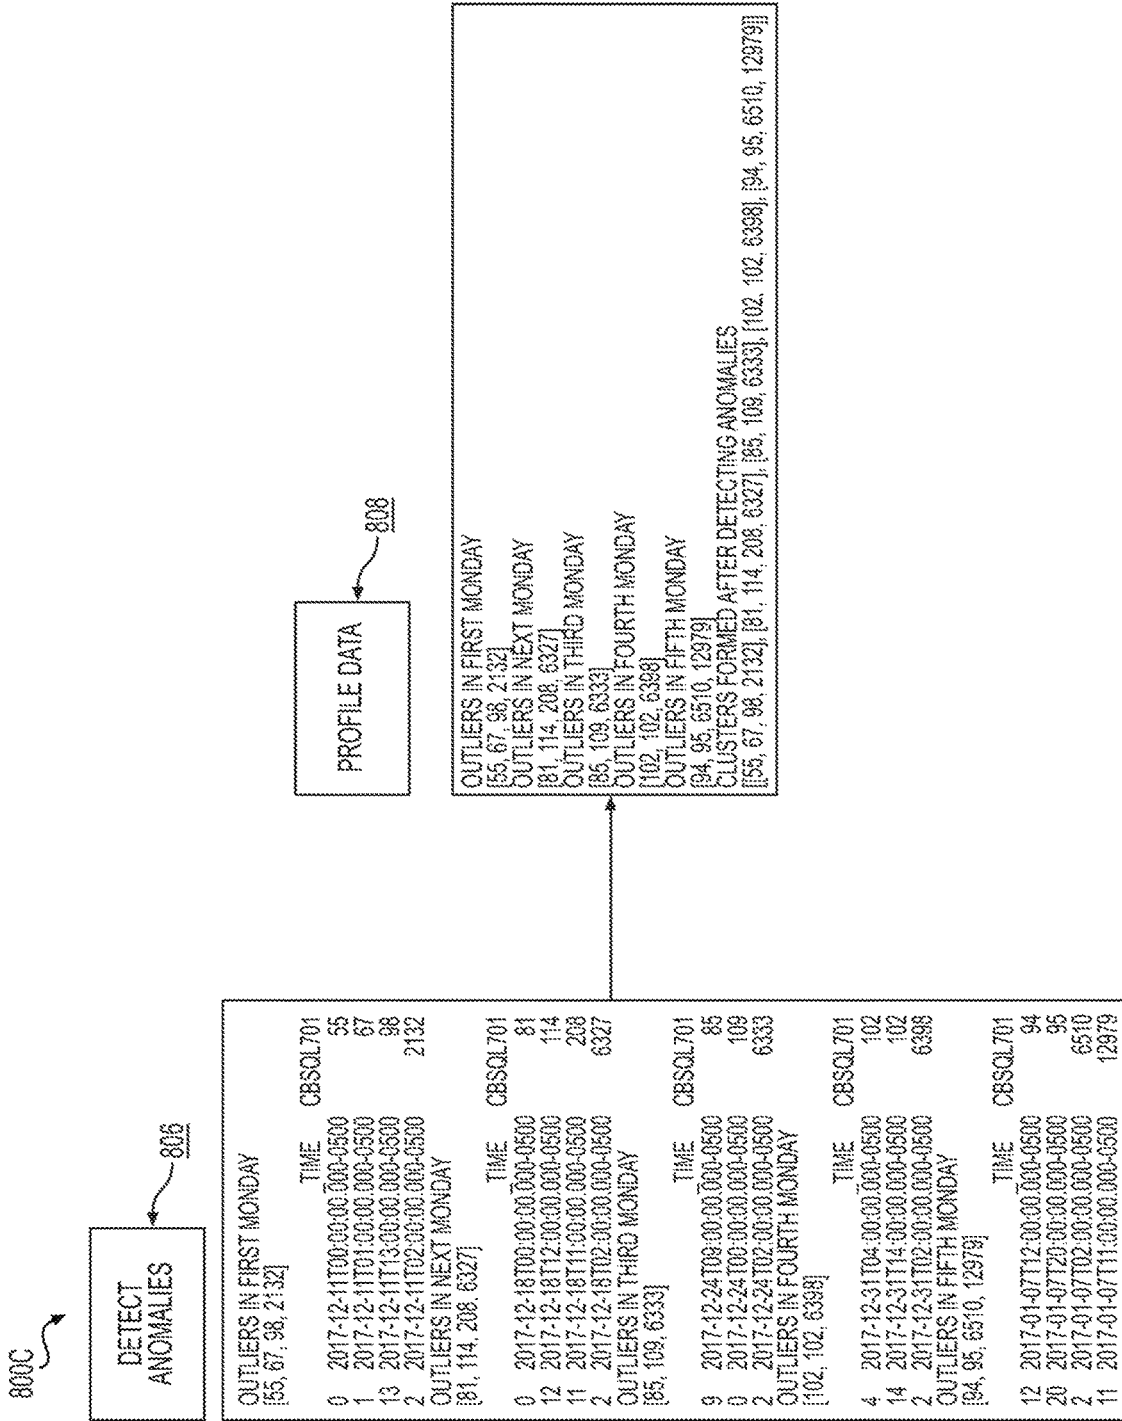 800C
DETECT
ANOMALIES
806
OUTLIERS IN FIRST MONDAY
[55, 67, 98, 2132]
_TIME CBSQL701
0 2017-12-11T00:00:00.000-0500 55
1 2017-12-11T01:00:00.000-0500 67
13 2017-12-11T13:00:00.000-0500 98
2 2017-12-11T02:00:00.000-0500 2132
OUTLIERS IN NEXT MONDAY
[81, 114, 208, 6327]
_TIME CBSQL701
0 2017-12-18T00:00:00.000-0500 81
12 2017-12-18T12:00:00.000-0500 114
11 2017-12-18T11:00:00.000-0500 208
2 2017-12-18T02:00:00.000-0500 6327
OUTLIERS IN THIRD MONDAY
[85, 109, 6333]
_TIME CBSQL701
9 2017-12-24T09:00:00.000-0500 85
0 2017-12-24T00:00:00.000-0500 109
2 2017-12-24T02:00:00.000-0500 6333
OUTLIERS IN FOURTH MONDAY
[102, 102, 6398]
_TIME CBSQL701
4 2017-12-31T04:00:00.000-0500 102
14 2017-12-31T14:00:00.000-0500 102
2 2017-12-31T02:00:00.000-0500 6398
OUTLIERS IN FIFTH MONDAY
[94, 95, 6510, 12979]
_TIME CBSQL701
12 2017-01-07T12:00:00.000-0500 94
20 2017-01-07T20:00:00.000-0500 95
2 2017-01-07T02:00:00.000-0500 6510
11 2017-01-07T11:00:00.000-0500 12979
PROFILE DATA
808
OUTLIERS IN FIRST MONDAY
[55, 67, 98, 2132]
OUTLIERS IN NEXT MONDAY
[81, 114, 208, 6327]
OUTLIERS IN THIRD MONDAY
[85, 109, 6333]
OUTLIERS IN FOURTH MONDAY
[102, 102, 6398]
OUTLIERS IN FIFTH MONDAY
[94, 95, 6510, 12979]
CLUSTERS FORMED AFTER DETECTING ANOMALIES
[[55, 67, 98, 2132], [81, 114, 208, 6327], [85, 109, 6333], [102, 102, 6398], [94, 95, 6510, 12979]]